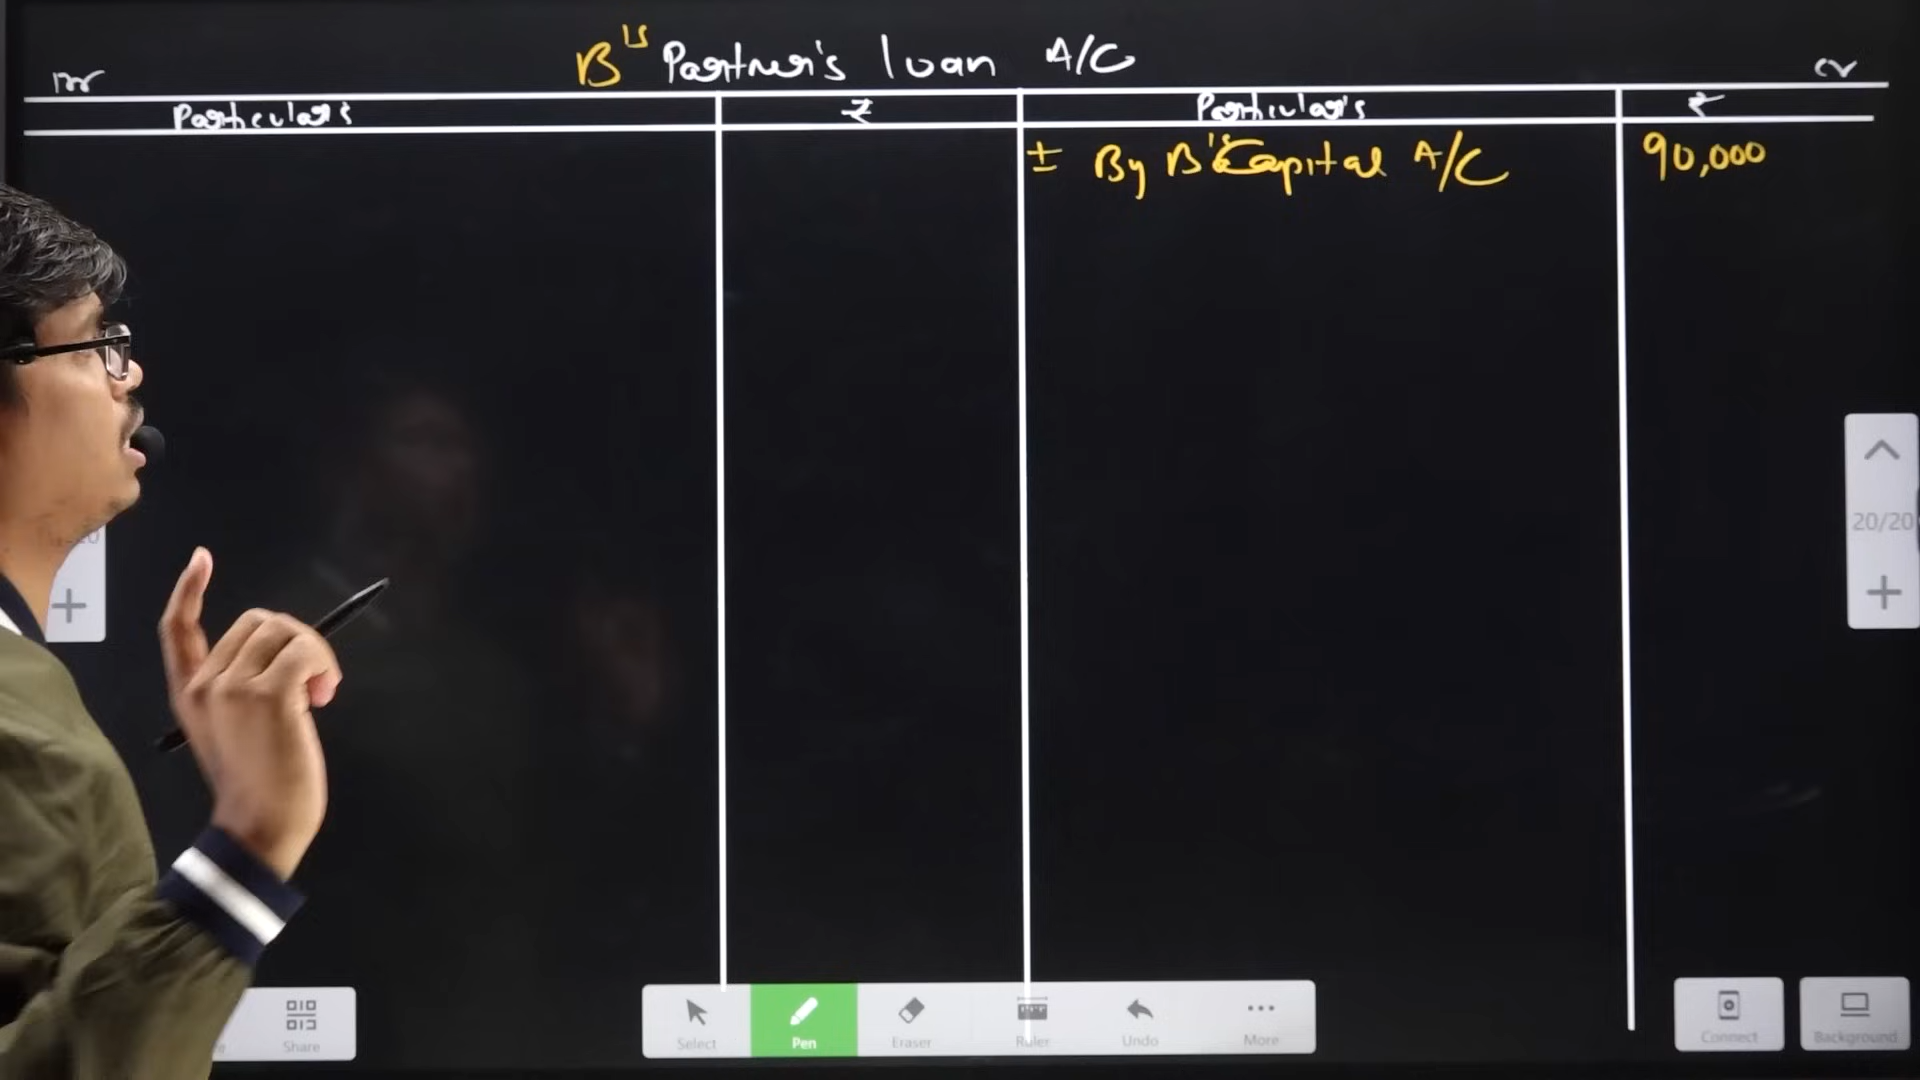 B's Partner's loan A/C
Dr Cr
Particulars ₹ Particulars ₹
I By B's Capital A/C 90,000
20/20
Share
Select Pen Eraser Ruler Undo More
Connect Background